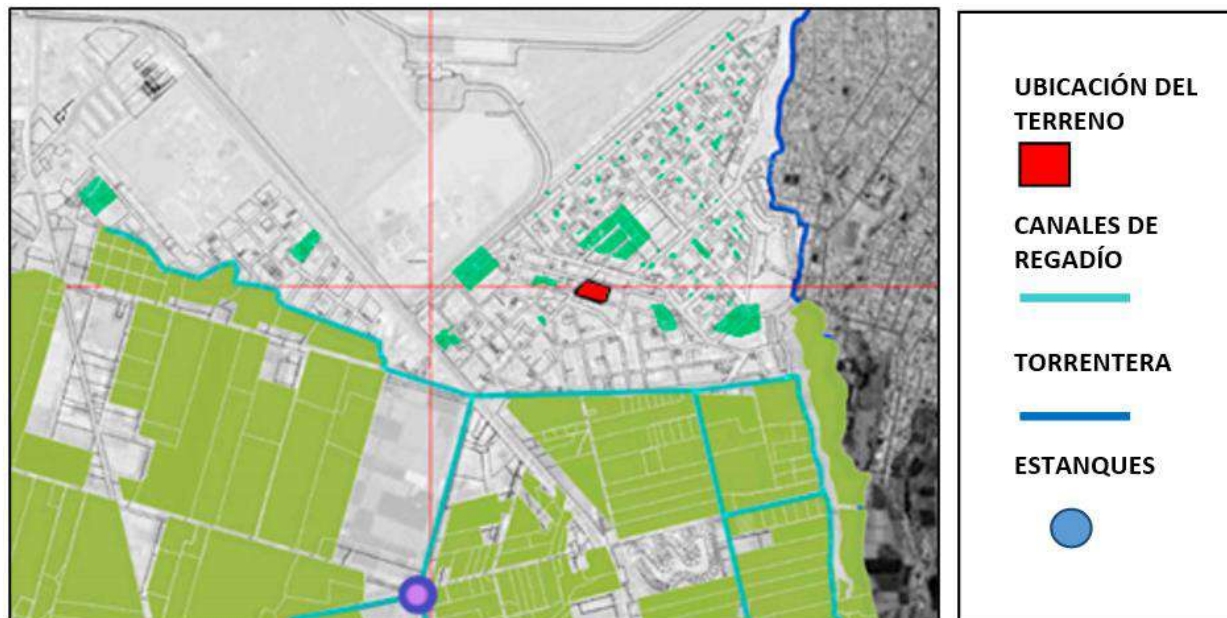 UBICACIÓN DEL
TERRENO
CANALES DE
REGADÍO
TORRENTERA
ESTANQUES